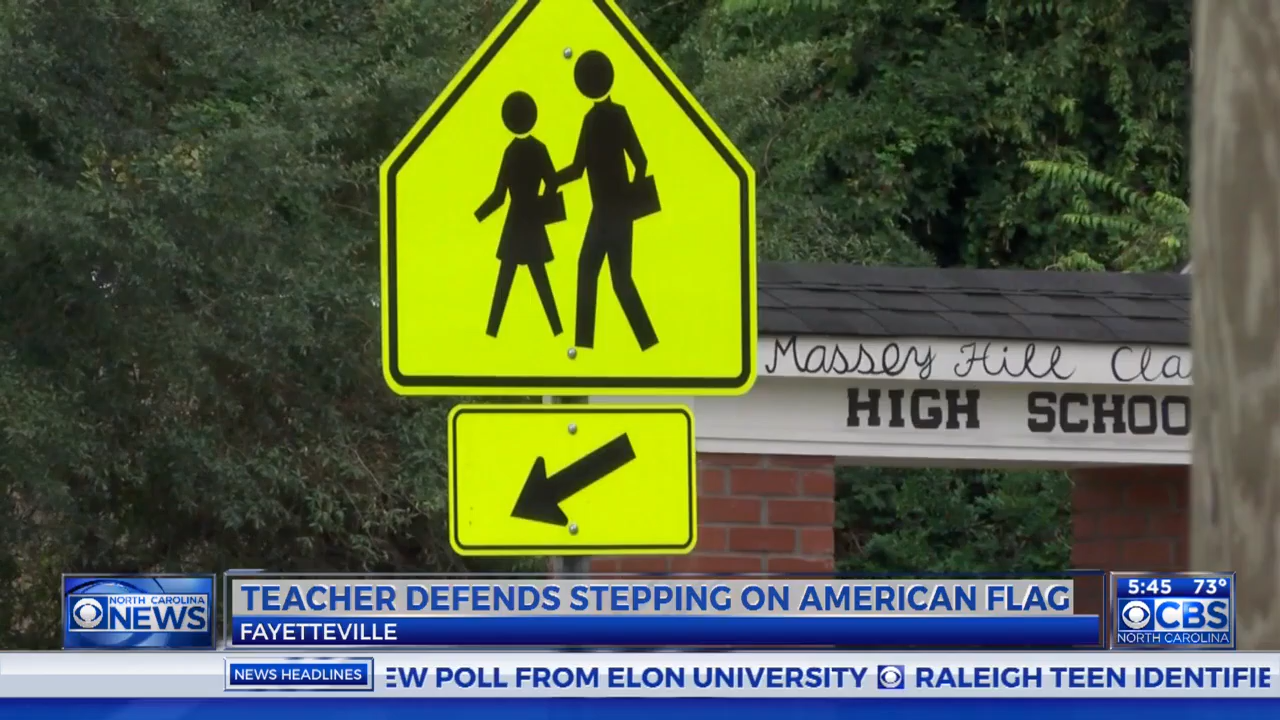 Massey Hill
HIGH
NORTH CAROLINA
NEWS
TEACHER DEFENDS STEPPING ON AMERICAN FLAG
FAYETTEVILLE
5:45 73°
CBS
NORTH CAROLINA
NEWS HEADLINES
POLL FROM ELON UNIVERSITY
RALEIGH TEEN